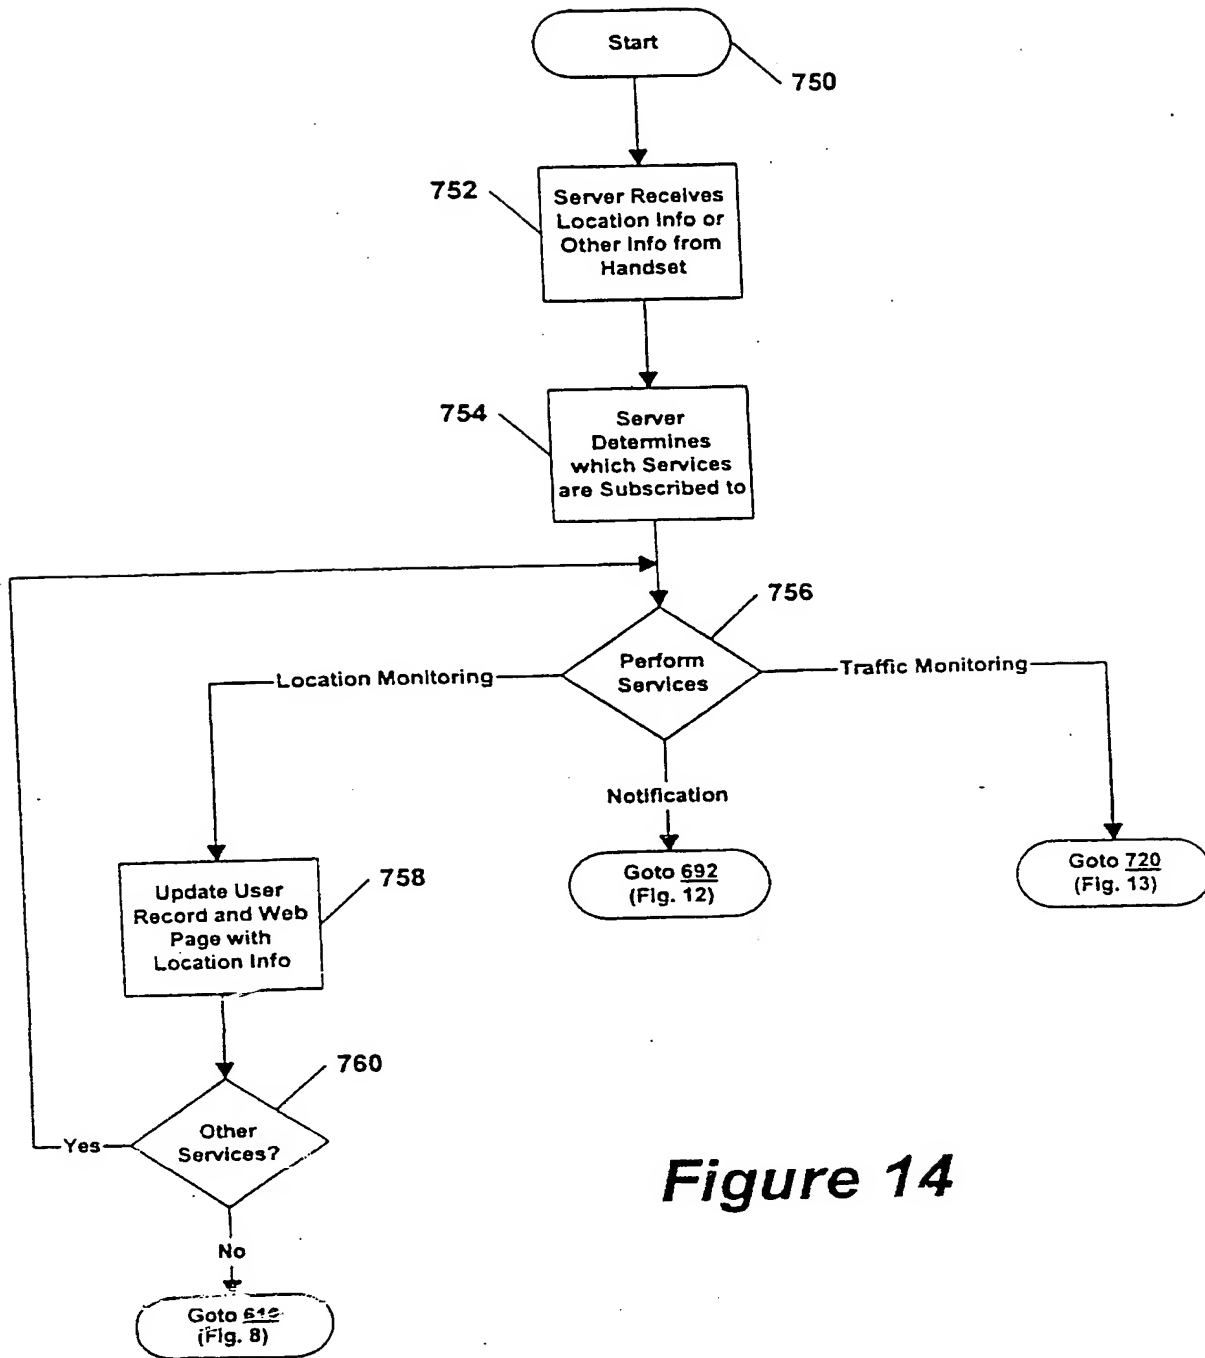 Start
750
752
Server Receives
Location Info or
Other Info from
Handset
754
Server
Determines
which Services
are Subscribed to
756
Perform
Services
Location Monitoring
Traffic Monitoring
Notification
Goto 692
(Fig. 12)
Goto 720
(Fig. 13)
758
Update User
Record and Web
Page with
Location Info
760
Other
Services?
Yes
No
Goto
(Fig. 8)
Figure 14